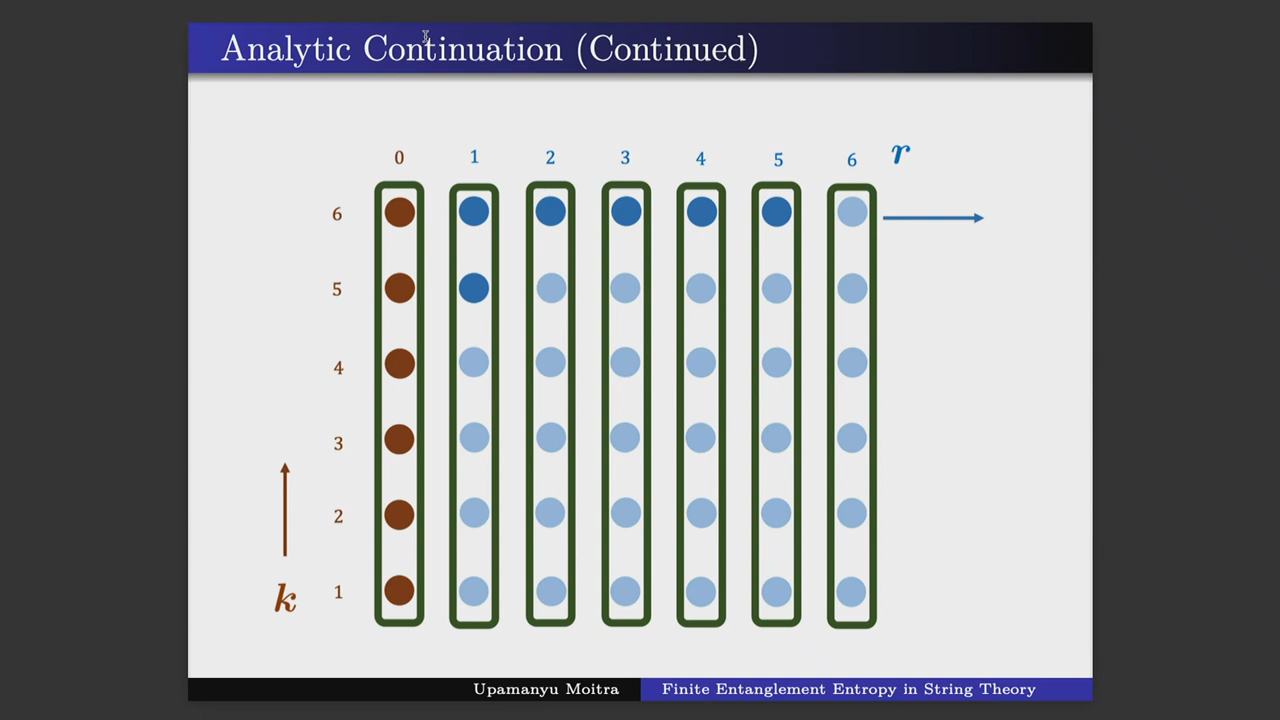 Analytic Continuation (Continued)
0 1 2 3 4 5 6 r
6
5
4
3
2
k 1
Upamanyu Moitra Finite Entanglement Entropy in String Theory